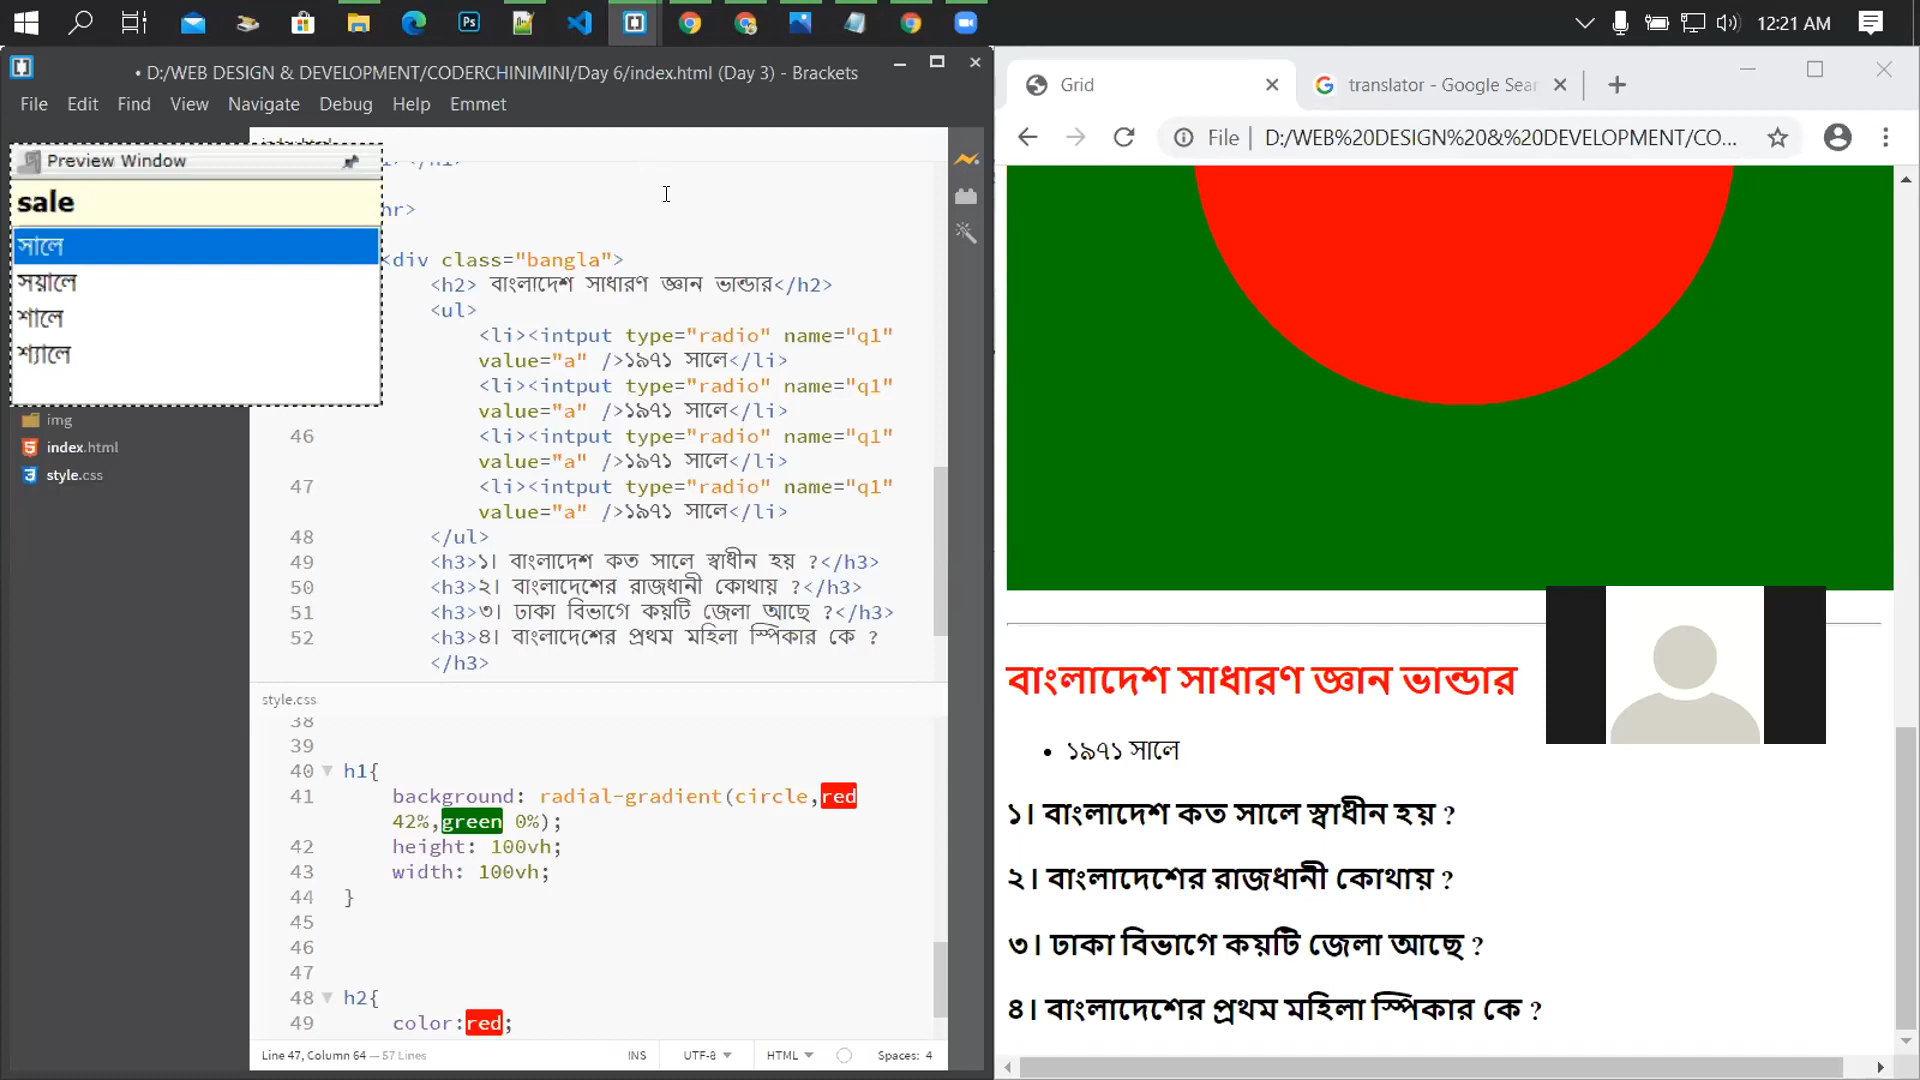 12:21 AM
• D:/WEB DESIGN & DEVELOPMENT/CODERCHINIMINI/Day 6/index.html (Day 3) - Brackets
File Edit Find View Navigate Debug Help Emmet
Preview Window
sale
সালে
সয়ালে
শালে
শ্যালে
img
index.html
style.css
hr>
<div class="bangla">
<h2> বাংলাদেশ সাধারণ জ্ঞান ভান্ডার</h2>
<ul>
<li><intput type="radio" name="q1"
value="a" />১৯৭১ সালে</li>
<li><intput type="radio" name="q1"
value="a" />১৯৭১ সালে</li>
46 <li><intput type="radio" name="q1"
value="a" />১৯৭১ সালে</li>
47 <li><intput type="radio" name="q1"
value="a" />১৯৭১ সালে</li>
48 </ul>
49 <h3>১। বাংলাদেশ কত সালে স্বাধীন হয় ?</h3>
50 <h3>২। বাংলাদেশের রাজধানী কোথায় ?</h3>
51 <h3>৩। ঢাকা বিভাগে কয়টি জেলা আছে ?</h3>
52 <h3>৪। বাংলাদেশের প্রথম মহিলা স্পিকার কে ?
</h3>
style.css
38
39
40 h1{
41 background: radial-gradient(circle,red
42%,green 0%);
42 height: 100vh;
43 width: 100vh;
44 }
45
46
47
48 h2{
49 color:red;
Line 47, Column 64 — 57 Lines INS UTF-8 HTML Spaces: 4
Grid
translator - Google Sear
File D:/WEB%20DESIGN%20&%20DEVELOPMENT/CO...
বাংলাদেশ সাধারণ জ্ঞান ভান্ডার
• ১৯৭১ সালে
১। বাংলাদেশ কত সালে স্বাধীন হয় ?
২। বাংলাদেশের রাজধানী কোথায় ?
৩। ঢাকা বিভাগে কয়টি জেলা আছে ?
৪। বাংলাদেশের প্রথম মহিলা স্পিকার কে ?